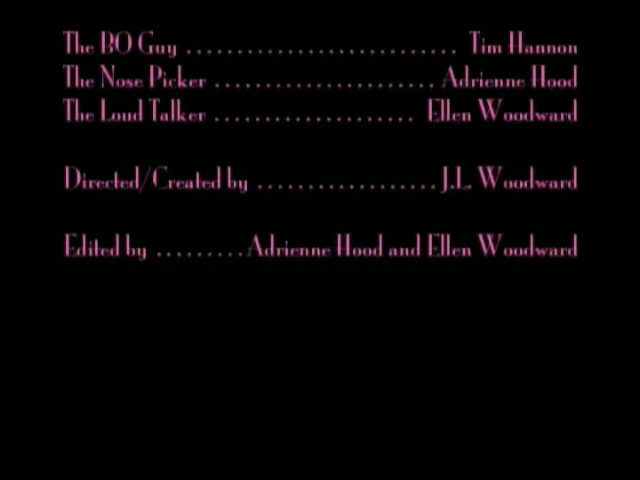 The BO Guy ........................... Tim Hannon
The Nose Picker ...................... Adrienne Hood
The Loud Talker .................... Ellen Woodward
Directed/Created by .................. J.L. Woodward
Edited by ......... Adrienne Hood and Ellen Woodward